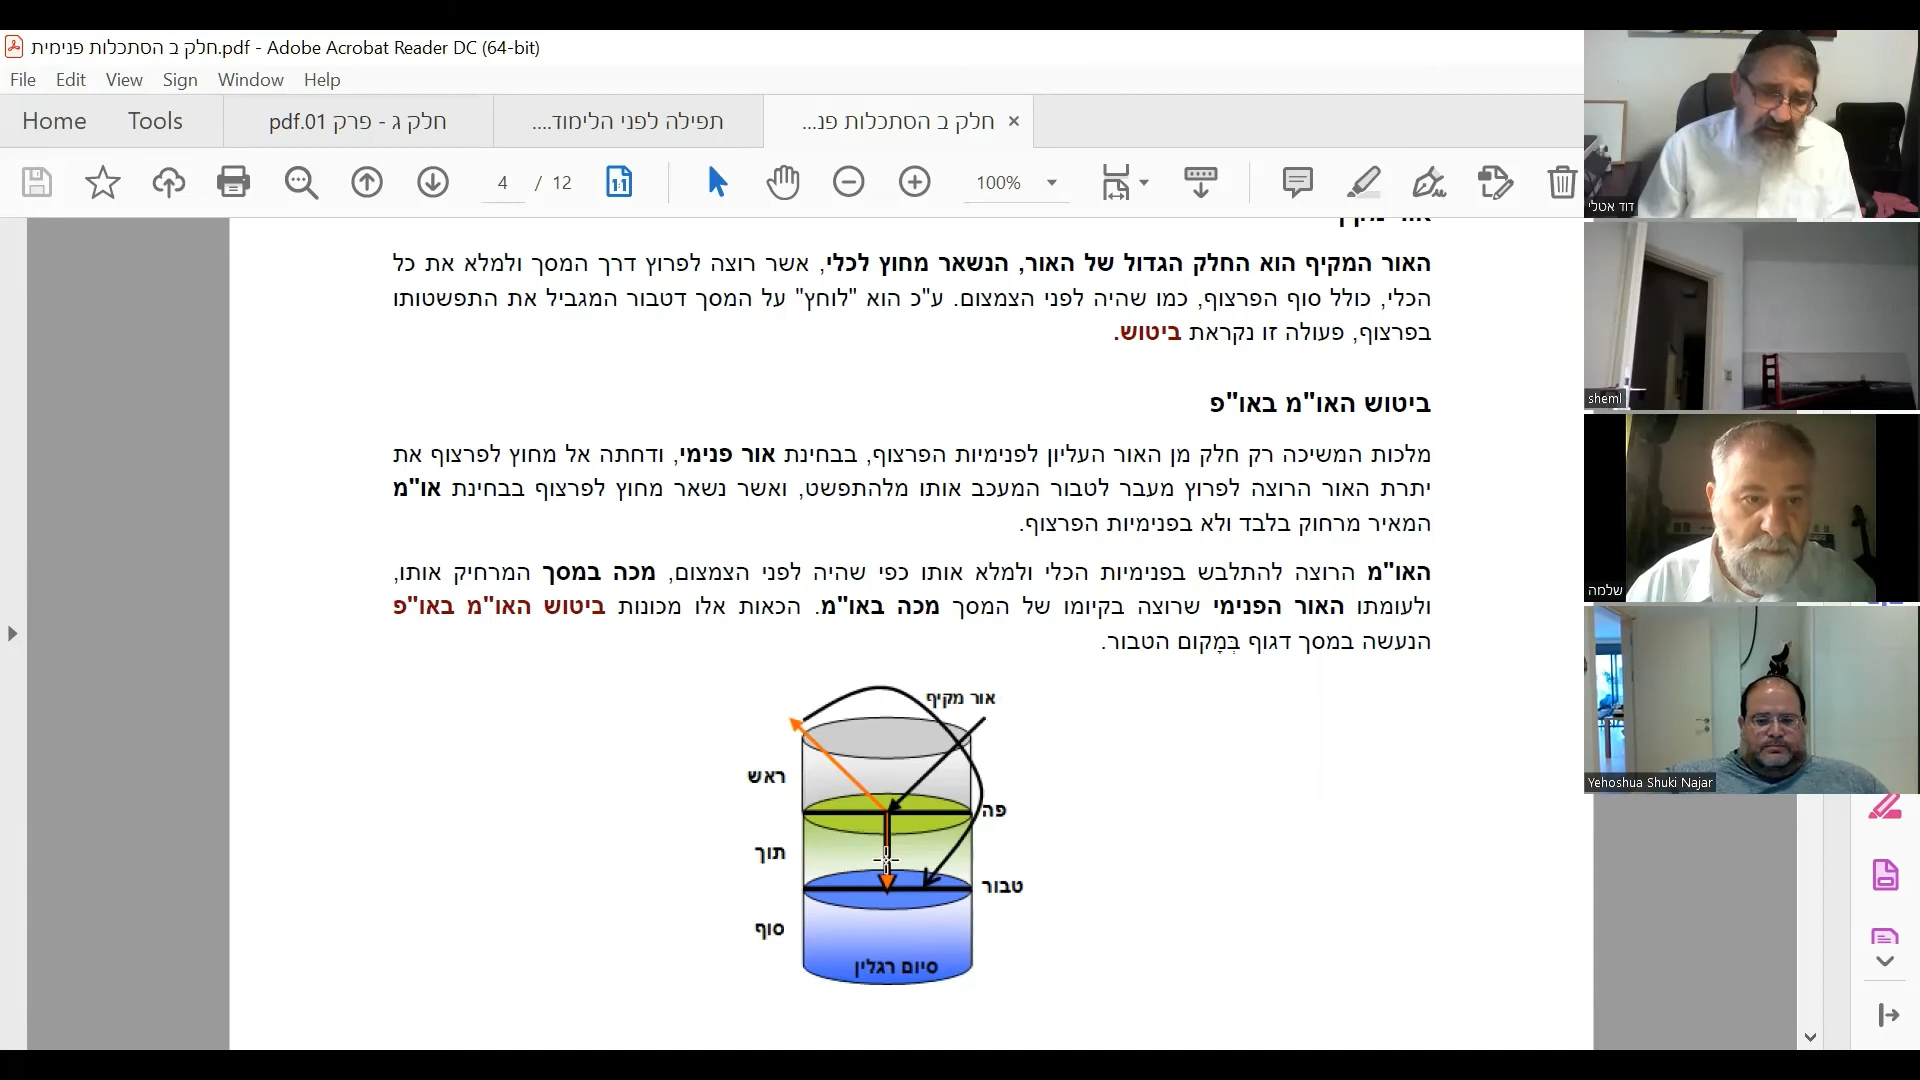 חלק ב הסתכלות פנימית.pdf - Adobe Acrobat Reader DC (64-bit)
File Edit View Sign Window Help
Home Tools
חלק ג - פרק 01.pdf
תפילה לפני הלימוד....
חלק ב הסתכלות פנ...
4 / 12
1:1
100%
אור מקיף
האור המקיף הוא החלק הגדול של האור, הנשאר מחוץ לכלי, אשר רוצה לפרוץ דרך המסך ולמלא את כל
הכלי, כולל סוף הפרצוף, כמו שהיה לפני הצמצום. ע"כ הוא "לוחץ" על המסך דטבור המגביל את התפשטותו
בפרצוף, פעולה זו נקראת ביטוש.
ביטוש האו"מ באו"פ
מלכות המשיכה רק חלק מן האור העליון לפנימיות הפרצוף, בבחינת אור פנימי, ודחתה אל מחוץ לפרצוף את
יתרת האור הרוצה לפרוץ מעבר לטבור המעכב אותו מלהתפשט, ואשר נשאר מחוץ לפרצוף בבחינת או"מ
המאיר מרחוק בלבד ולא בפנימיות הפרצוף.
האו"מ הרוצה להתלבש בפנימיות הכלי ולמלא אותו כפי שהיה לפני הצמצום, מכה במסך המרחיק אותו,
ולעומתו האור הפנימי שרוצה בקיומו של המסך מכה באו"מ. הכאות אלו מכונות ביטוש האו"מ באו"פ
הנעשה במסך דגוף בְּמָקום הטבור.
אור מקיף
ראש
פה
תוך
טבור
סוף
סיום רגלין
דוד אטלי
sheml
שלמה
Yehoshua Shuki Najar